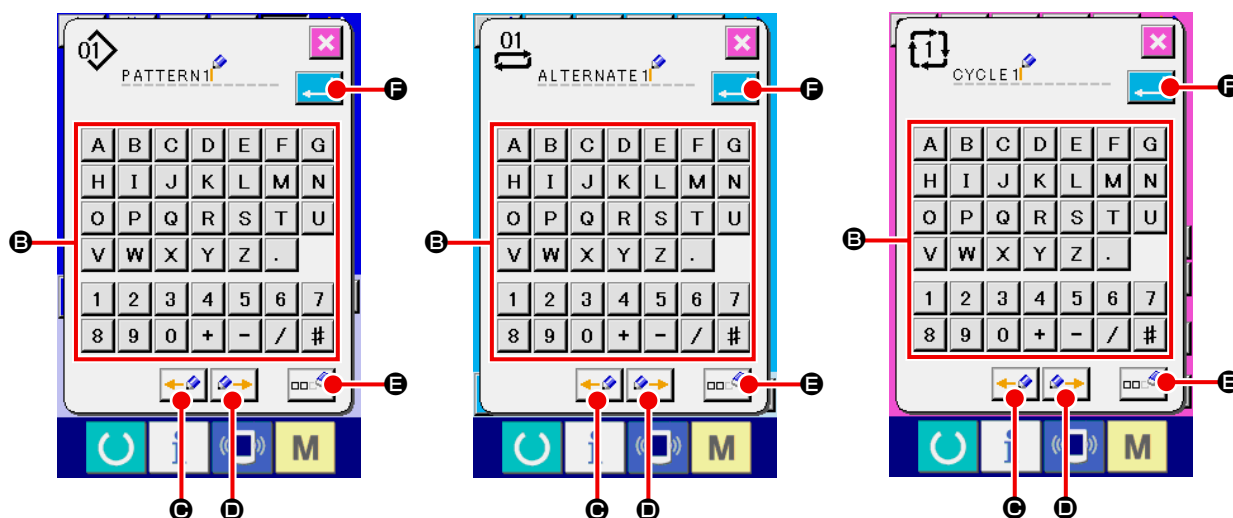 01
PATTERN1
F
A B C D E F G
H I J K L M N
O P Q R S T U
B
V W X Y Z .
1 2 3 4 5 6 7
8 9 0 + - / #
E
i M
C D
01
ALTERNATE1
F
A B C D E F G
H I J K L M N
O P Q R S T U
B
V W X Y Z .
1 2 3 4 5 6 7
8 9 0 + - / #
E
i M
C D
1
CYCLE1
F
A B C D E F G
H I J K L M N
O P Q R S T U
B
V W X Y Z .
1 2 3 4 5 6 7
8 9 0 + - / #
E
i M
C D